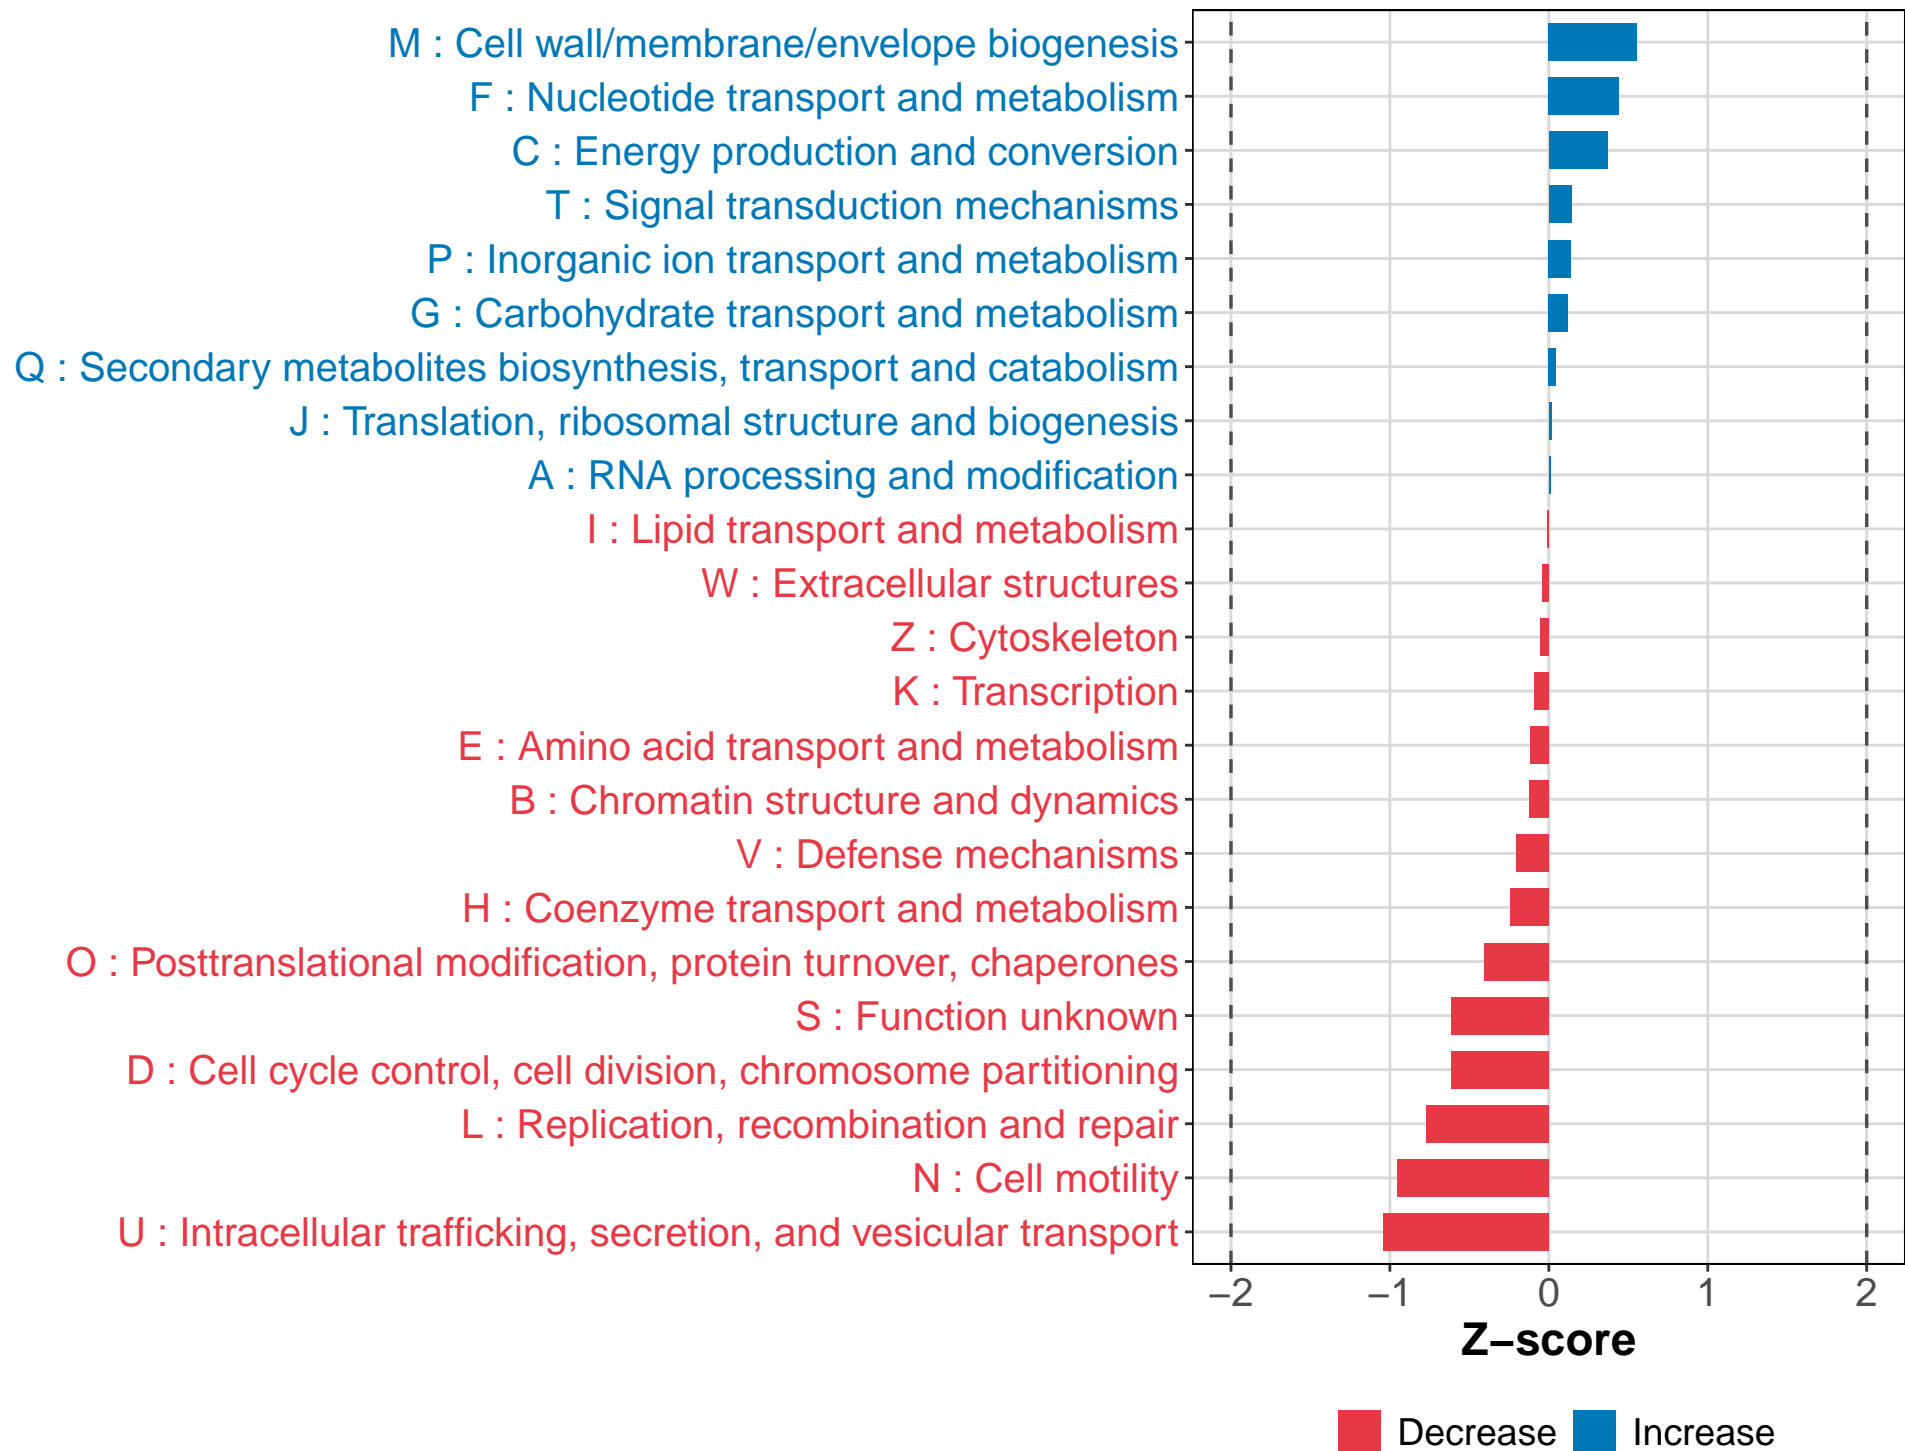 M : Cell wall/membrane/envelope biogenesis
F : Nucleotide transport and metabolism
C : Energy production and conversion
T : Signal transduction mechanisms
P : Inorganic ion transport and metabolism
G : Carbohydrate transport and metabolism
Q : Secondary metabolites biosynthesis, transport and catabolism
J : Translation, ribosomal structure and biogenesis
A : RNA processing and modification
I : Lipid transport and metabolism
W : Extracellular structures
Z : Cytoskeleton
K : Transcription
E : Amino acid transport and metabolism
B : Chromatin structure and dynamics
V : Defense mechanisms
H : Coenzyme transport and metabolism
O : Posttranslational modification, protein turnover, chaperones
S : Function unknown
D : Cell cycle control, cell division, chromosome partitioning
L : Replication, recombination and repair
N : Cell motility
U : Intracellular trafficking, secretion, and vesicular transport
−2 −1 0 1 2
Z−score
Decrease Increase